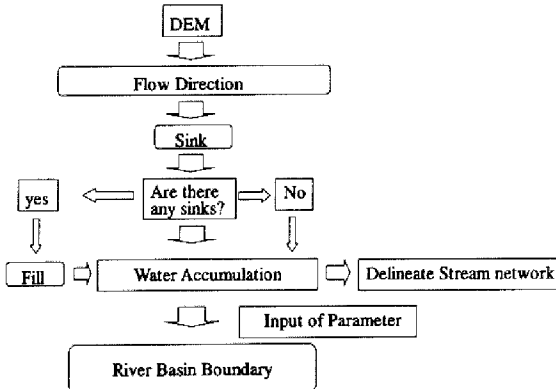 DEM
Flow Direction
Sink
yes
Are there
any sinks?
No
Fill
Water Accumulation
Delineate Stream network
Input of Parameter
River Basin Boundary